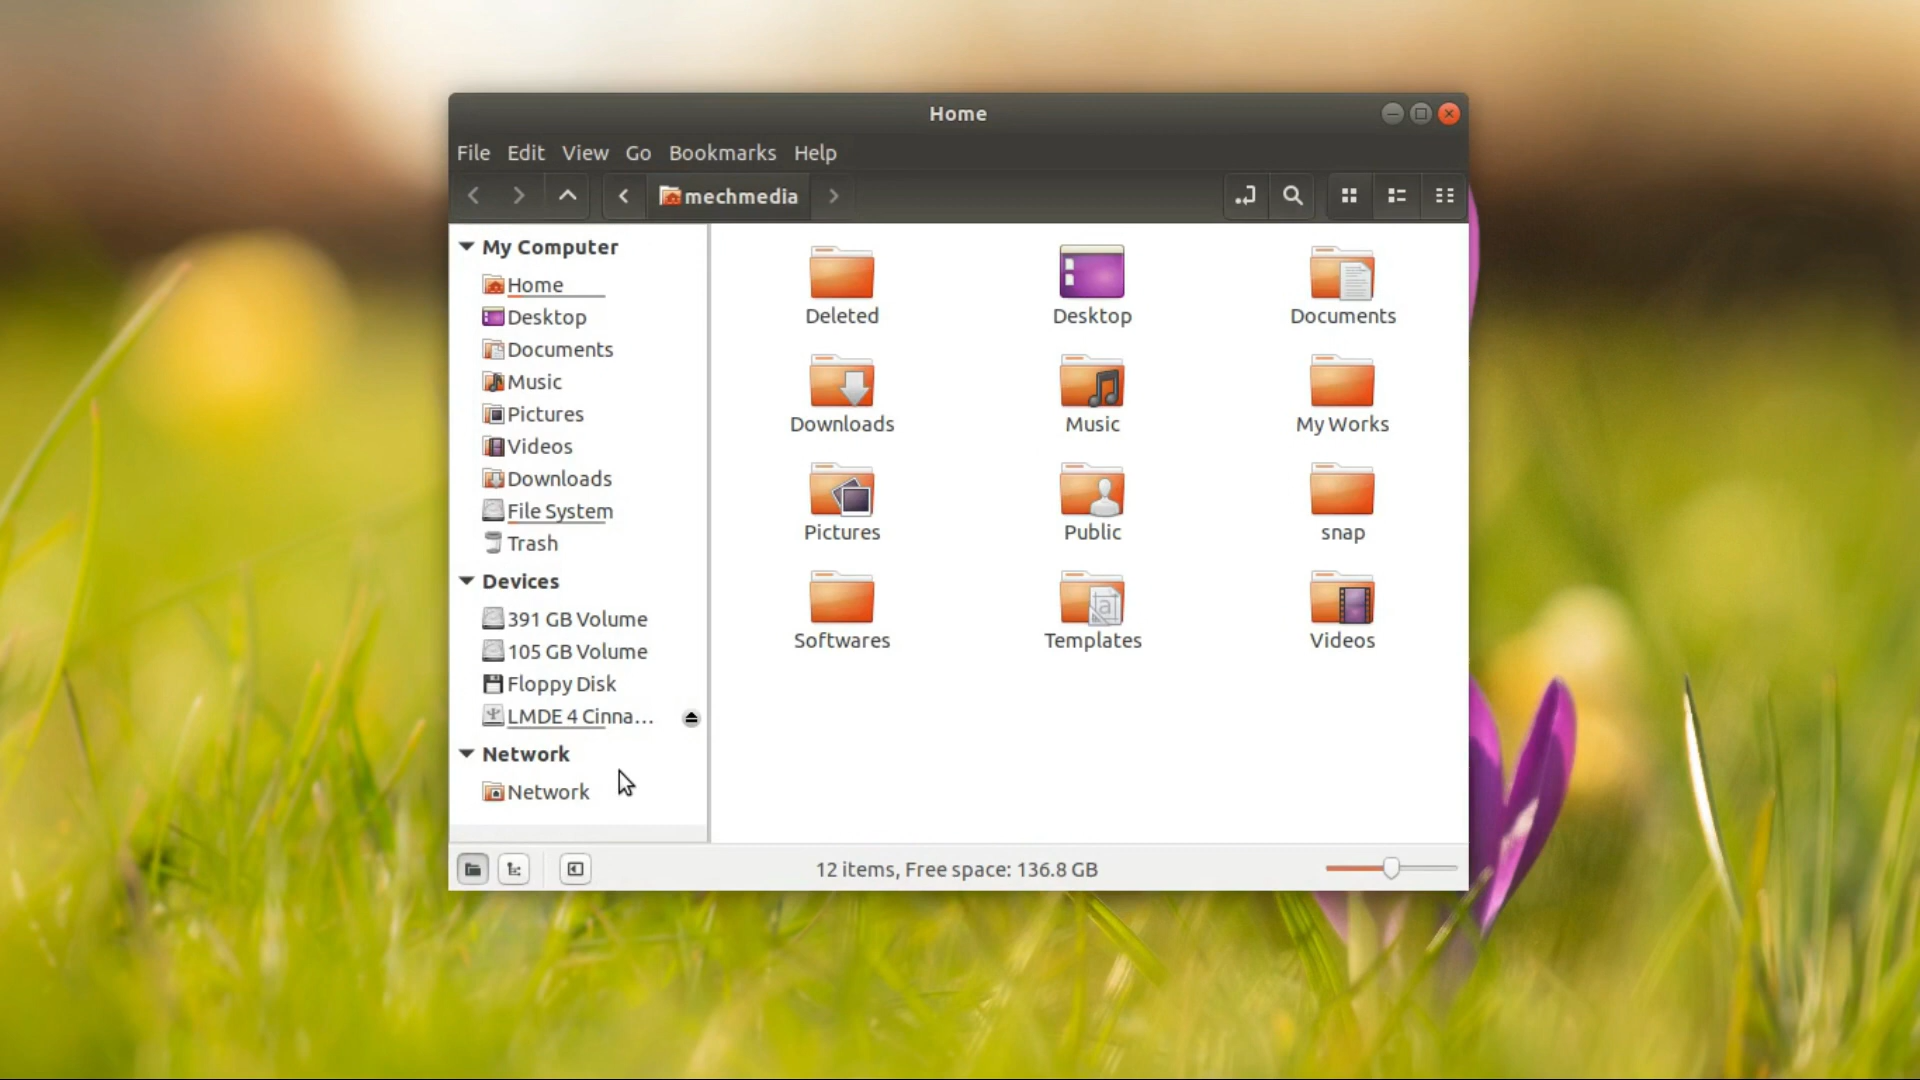 Home
File Edit View Go Bookmarks Help
mechmedia
My Computer
Home
Desktop
Documents
Music
Pictures
Videos
Downloads
File System
Trash
Devices
391 GB Volume
105 GB Volume
Floppy Disk
LMDE 4 Cinna...
Network
Network
Deleted Desktop Documents
Downloads Music My Works
Pictures Public snap
Softwares Templates Videos
12 items, Free space: 136.8 GB